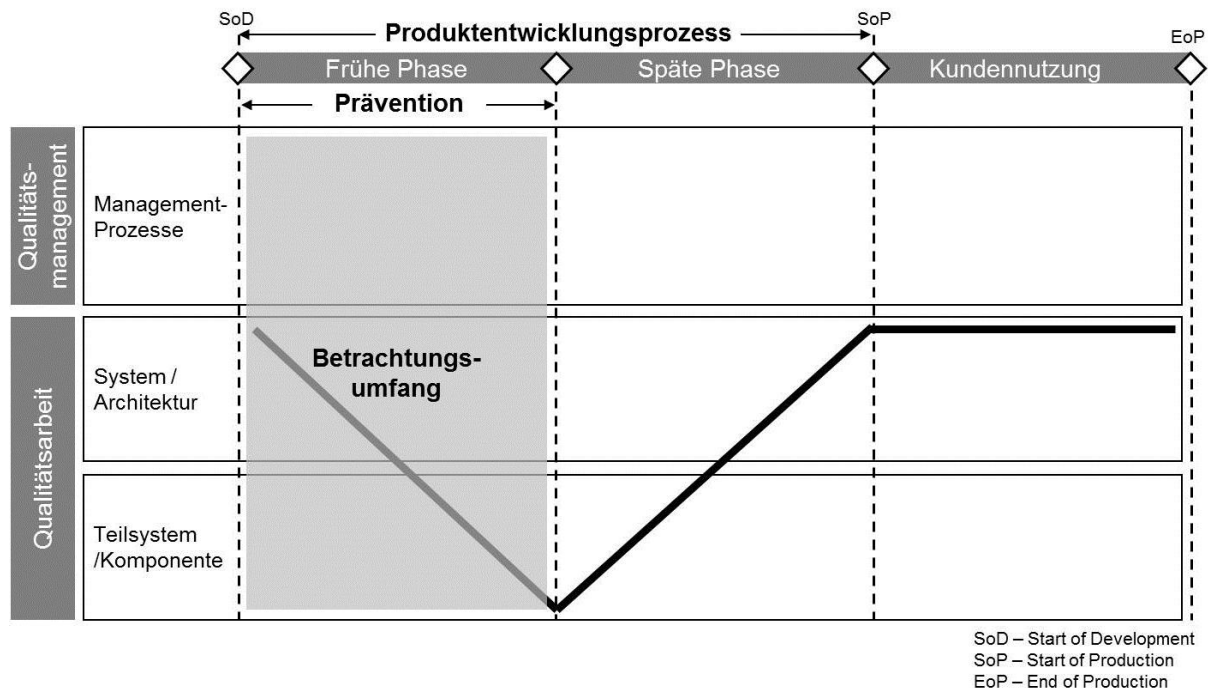 SoD
SoP
EoP
Produktentwicklungsprozess
Frühe Phase
Späte Phase
Kundennutzung
Prävention
Qualitäts-
management
Management-
Prozesse
Qualitätsarbeit
System /
Architektur
Betrachtungs-
umfang
Teilsystem
/Komponente
SoD – Start of Development
SoP – Start of Production
EoP – End of Production